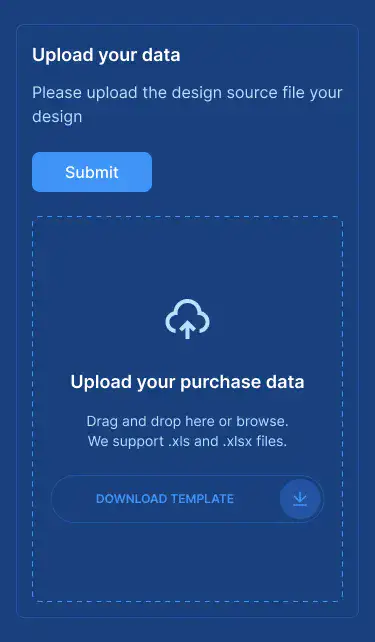 Upload your data
Please upload the design source file your
design
Submit
Upload your purchase data
Drag and drop here or browse.
We support .xls and .xlsx files.
DOWNLOAD TEMPLATE